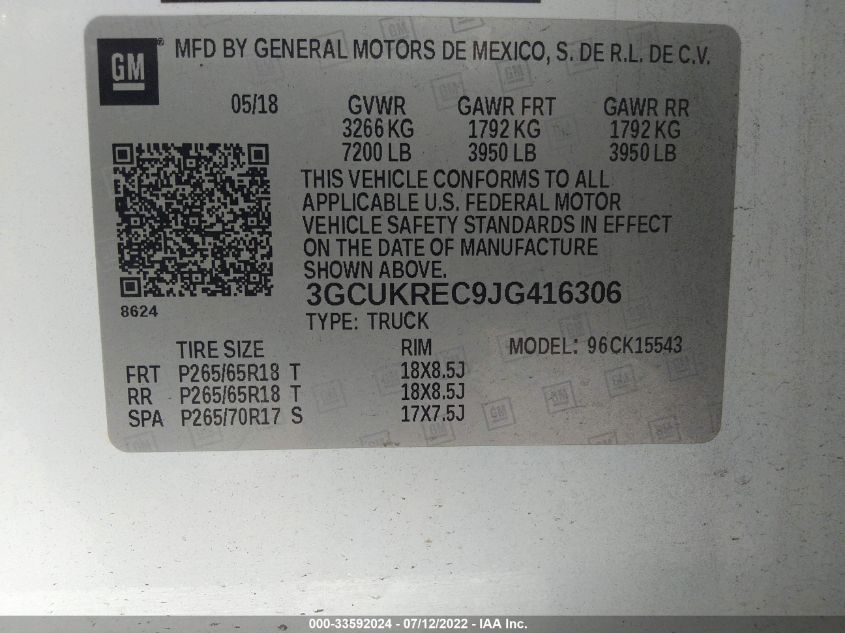 GM® MFD BY GENERAL MOTORS DE MEXICO, S. DE R.L. DE C.V.
05/18 GVWR GAWR FRT GAWR RR
3266 KG 1792 KG 1792 KG
7200 LB 3950 LB 3950 LB
THIS VEHICLE CONFORMS TO ALL
APPLICABLE U.S. FEDERAL MOTOR
VEHICLE SAFETY STANDARDS IN EFFECT
ON THE DATE OF MANUFACTURE
SHOWN ABOVE.
3GCUKREC9JG416306
8624
TYPE: TRUCK
TIRE SIZE RIM MODEL: 96CK15543
FRT P265/65R18 T 18X8.5J
RR P265/65R18 T 18X8.5J
SPA P265/70R17 S 17X7.5J
000-33592024 - 07/12/2022 - IAA Inc.